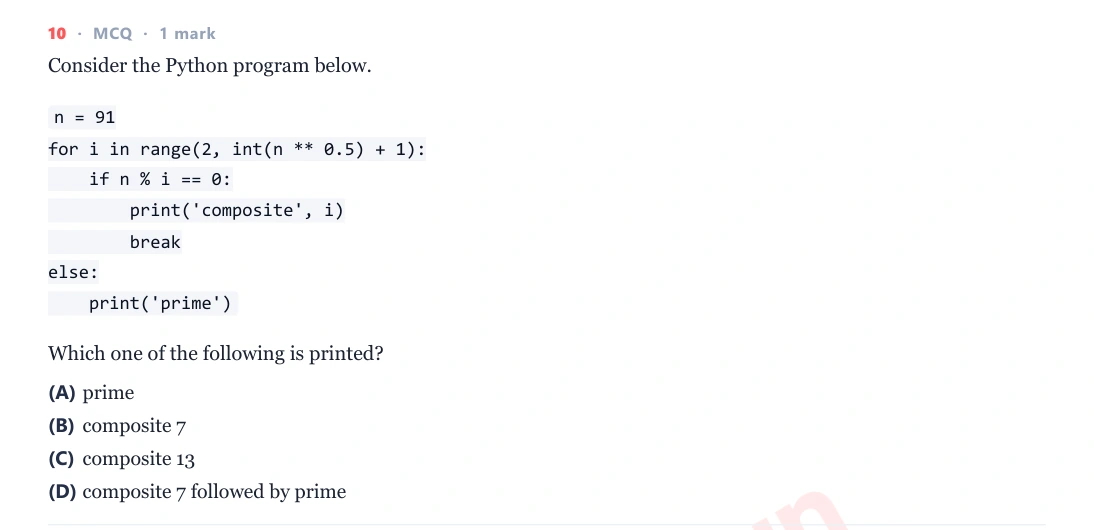 10 · MCQ · 1 mark
Consider the Python program below.
n = 91
for i in range(2, int(n ** 0.5) + 1):
    if n % i == 0:
        print('composite', i)
        break
else:
    print('prime')
Which one of the following is printed?
(A) prime
(B) composite 7
(C) composite 13
(D) composite 7 followed by prime